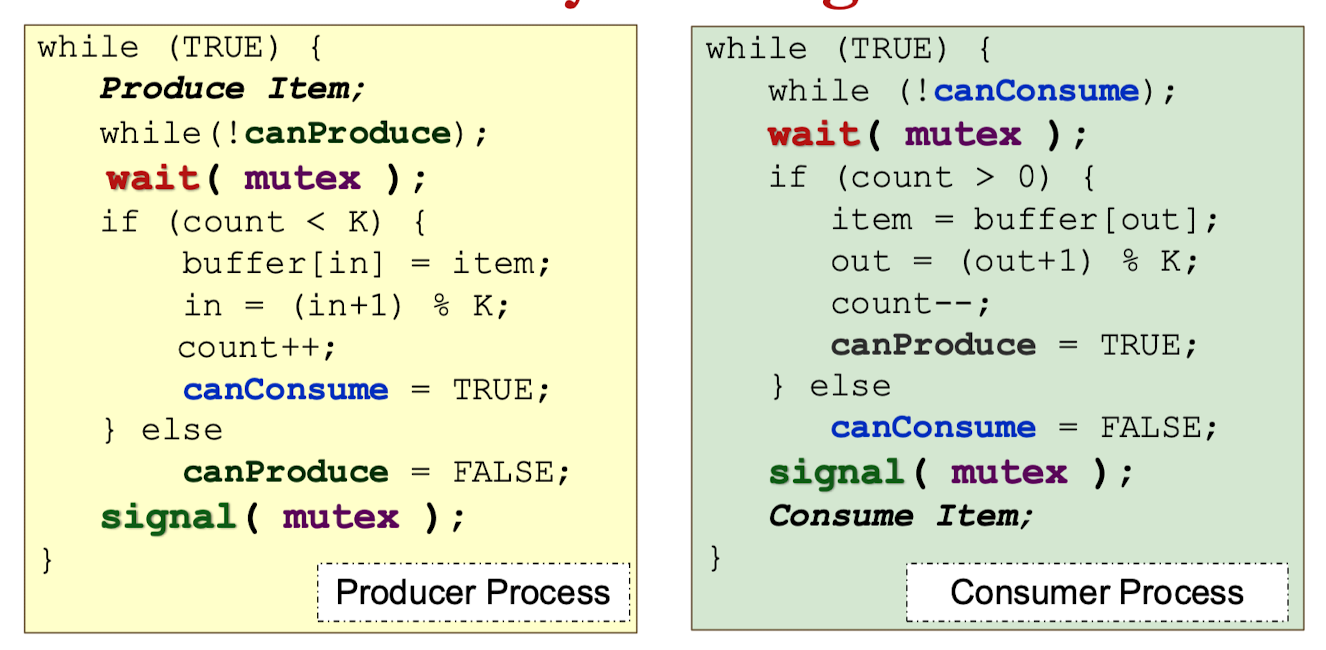 while (TRUE) {
Produce Item;
while(!canProduce);
wait( mutex );
if (count < K) {
buffer[in] = item;
in = (in+1) % K;
count++;
canConsume = TRUE;
} else
canProduce = FALSE;
signal( mutex );
}
Producer Process
while (TRUE) {
while (!canConsume);
wait( mutex );
if (count > 0) {
item = buffer[out];
out = (out+1) % K;
count--;
canProduce = TRUE;
} else
canConsume = FALSE;
signal( mutex );
Consume Item;
}
Consumer Process